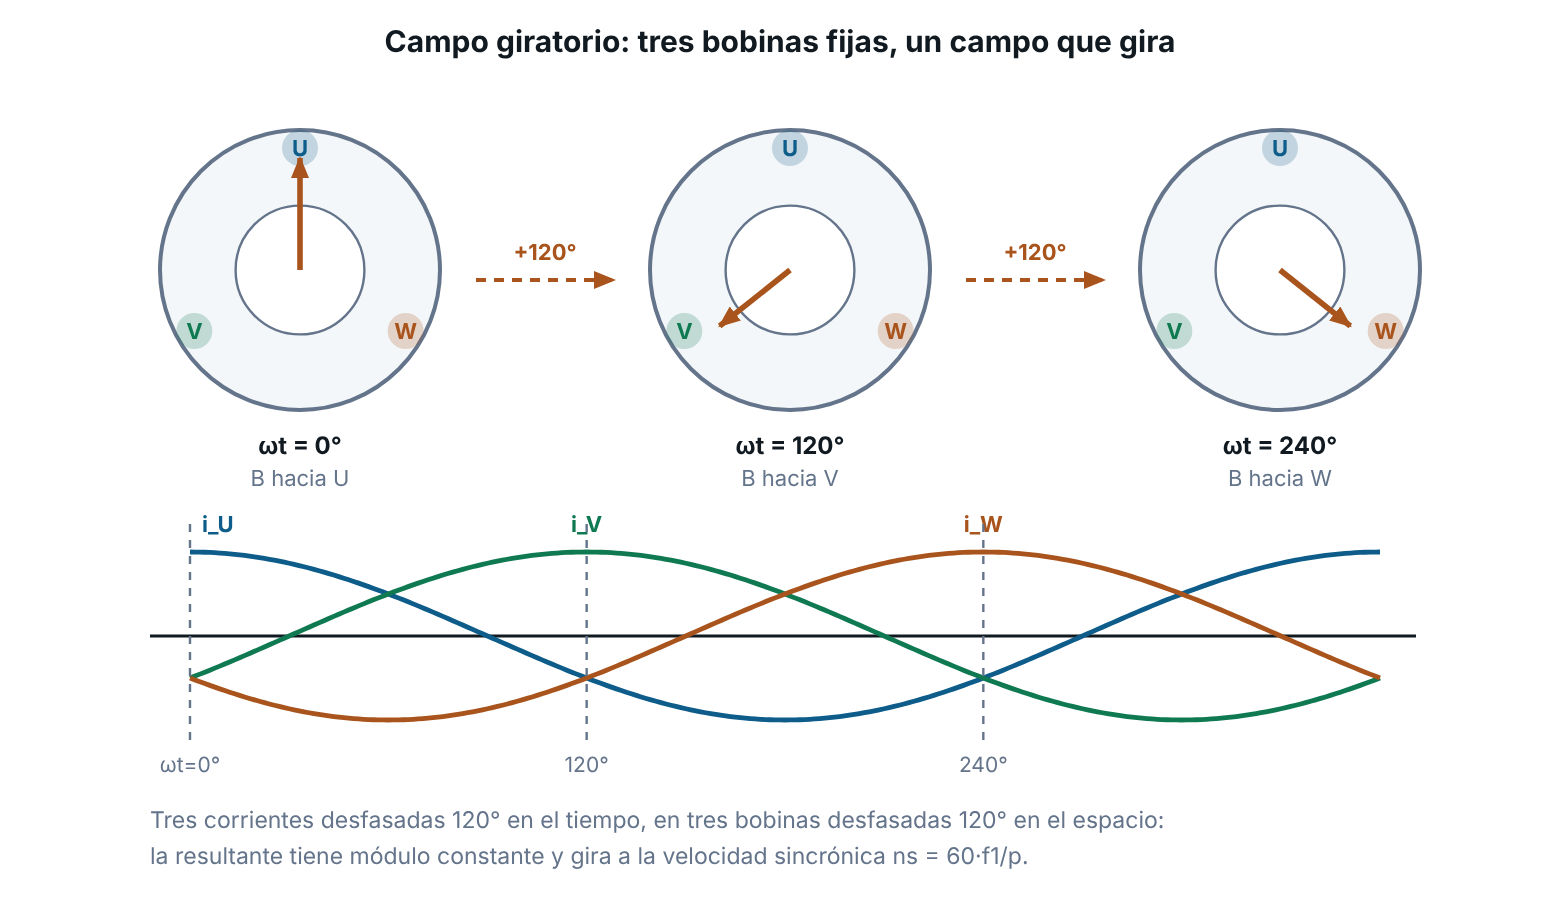 Campo giratorio: tres bobinas fijas, un campo que gira
U
U
U
+120°
+120°
V
W
V
W
V
W
ωt = 0°
ωt = 120°
ωt = 240°
B hacia U
B hacia V
B hacia W
i_U
i_V
i_W
ωt=0°
120°
240°
Tres corrientes desfasadas 120° en el tiempo, en tres bobinas desfasadas 120° en el espacio:
la resultante tiene módulo constante y gira a la velocidad sincrónica ns = 60·f1/p.